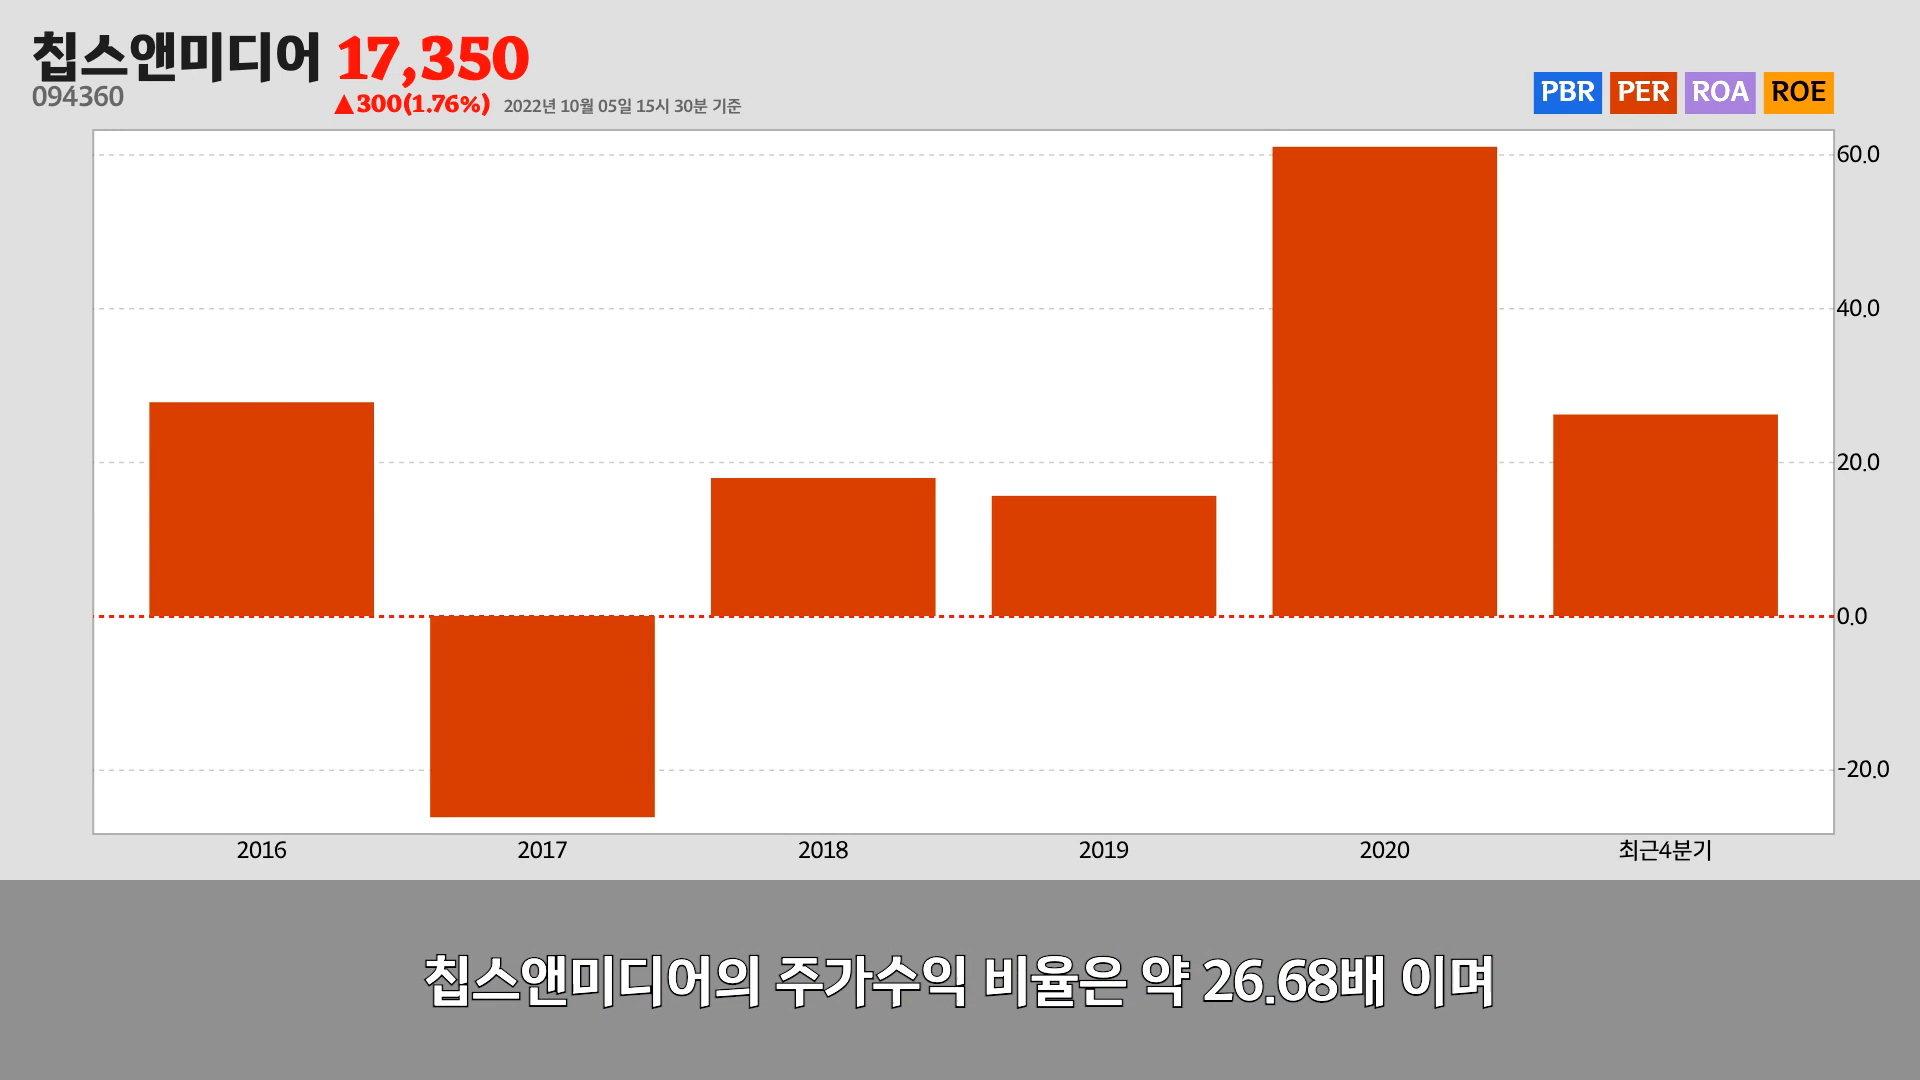 칩스앤미디어 17,350
094360
▲300(1.76%) 2022년 10월 05일 15시 30분 기준
PBR PER ROA ROE
60.0
40.0
20.0
0.0
-20.0
2016 2017 2018 2019 2020 최근4분기
칩스앤미디어의 주가수익 비율은 약 26.68배 이며